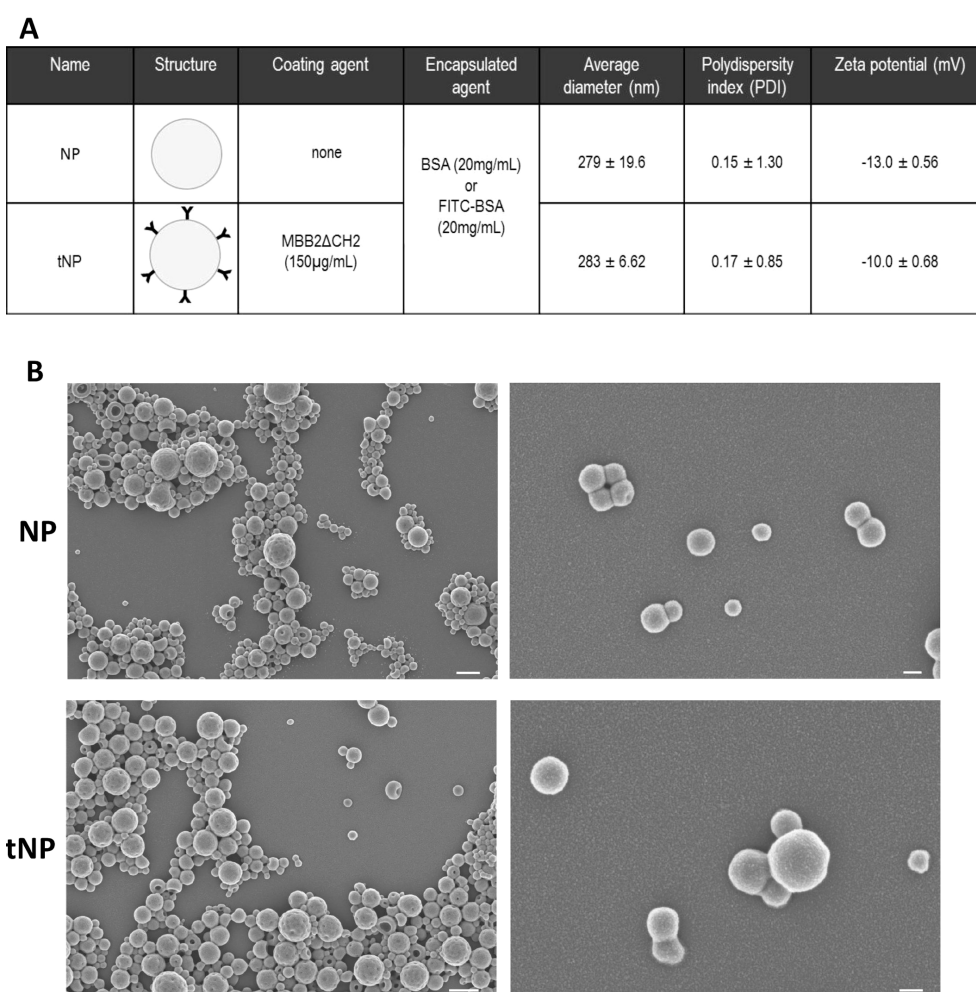 A
Name Structure Coating agent Encapsulated agent Average diameter (nm) Polydispersity index (PDI) Zeta potential (mV)
NP none BSA (20mg/mL) or FITC-BSA (20mg/mL) 279 ± 19.6 0.15 ± 1.30 -13.0 ± 0.56
tNP MBB2ΔCH2 (150µg/mL) 283 ± 6.62 0.17 ± 0.85 -10.0 ± 0.68
B
NP
tNP